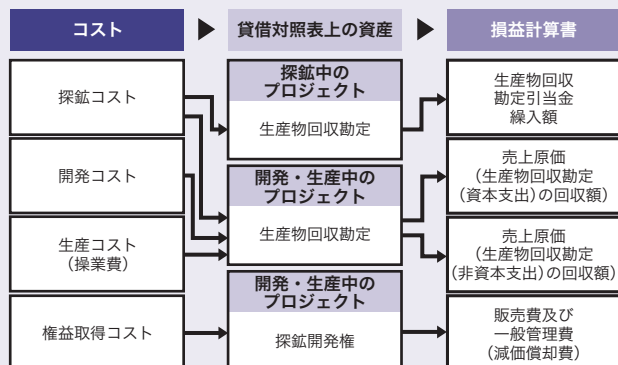 コスト
貸借対照表上の資産
損益計算書
探鉱コスト
開発コスト
生産コスト
(操業費)
権益取得コスト
探鉱中の
プロジェクト
生産物回収勘定
開発・生産中の
プロジェクト
生産物回収勘定
開発・生産中の
プロジェクト
探鉱開発権
生産物回収
勘定引当金
繰入額
売上原価
(生産物回収勘定
(資本支出)の回収額)
売上原価
(生産物回収勘定
(非資本支出)の回収額)
販売費及び
一般管理費
(減価償却費)